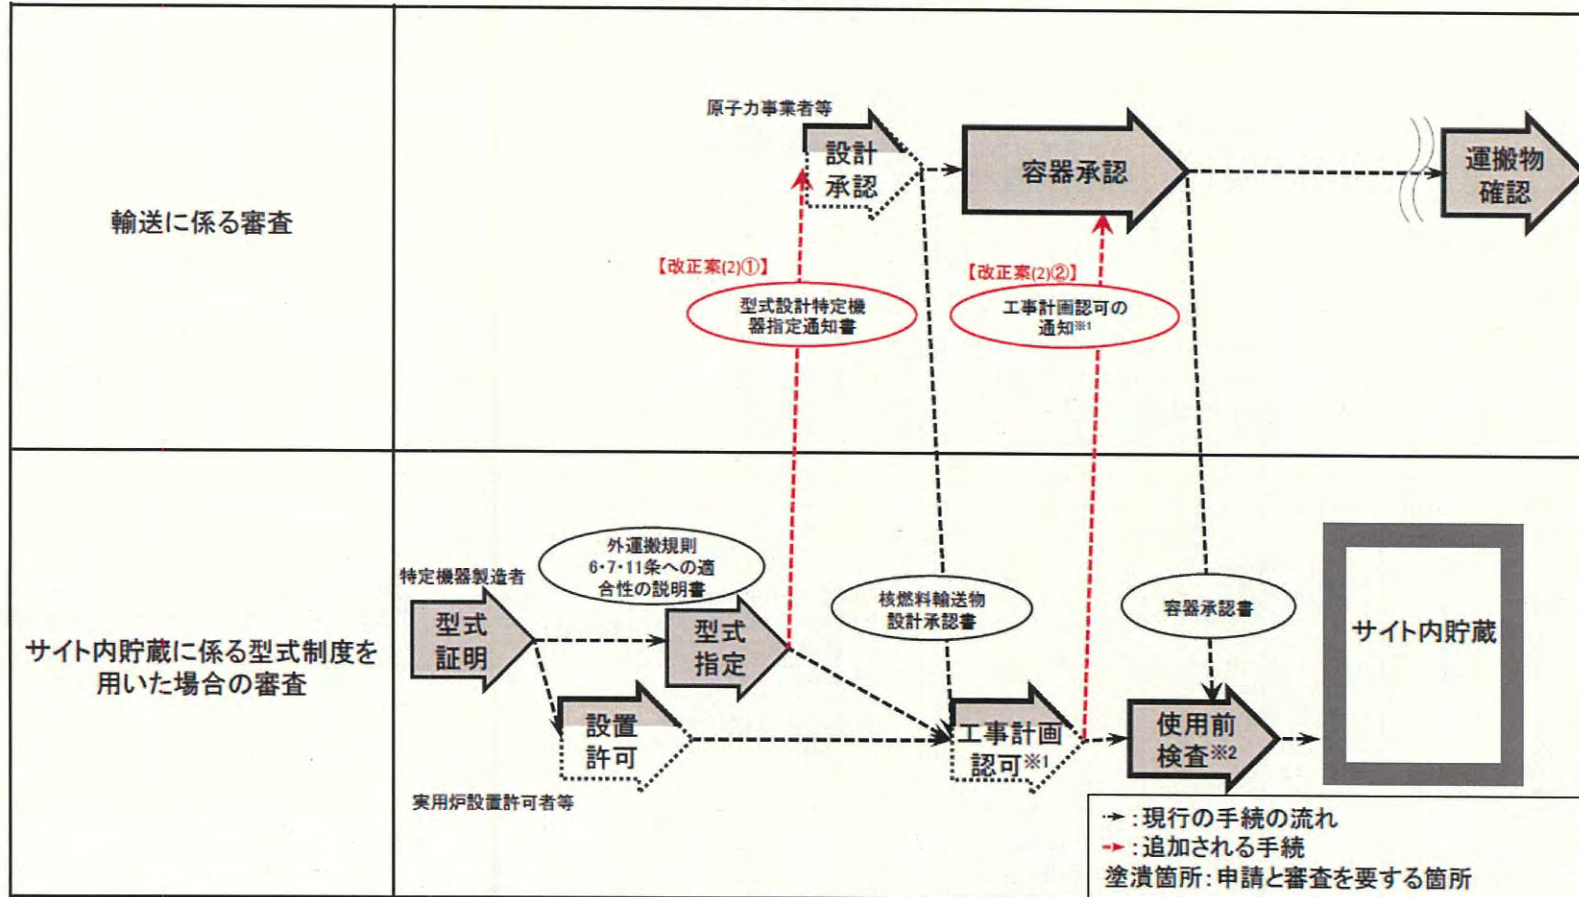 輸送に係る審査
原子力事業者等
設計
承認
容器承認
運搬物
確認
【改正案(2)①】
型式設計特定機
器指定通知書
【改正案(2)②】
工事計画認可の
通知※1
サイト内貯蔵に係る型式制度を
用いた場合の審査
外運搬規則
6・7・11条への適
合性の説明書
特定機器製造者
型式
証明
型式
指定
設置
許可
実用炉設置許可者等
核燃料輸送物
設計承認書
容器承認書
工事計画
認可※1
使用前
検査※2
サイト内貯蔵
:現行の手続の流れ
:追加される手続
塗潰箇所:申請と審査を要する箇所